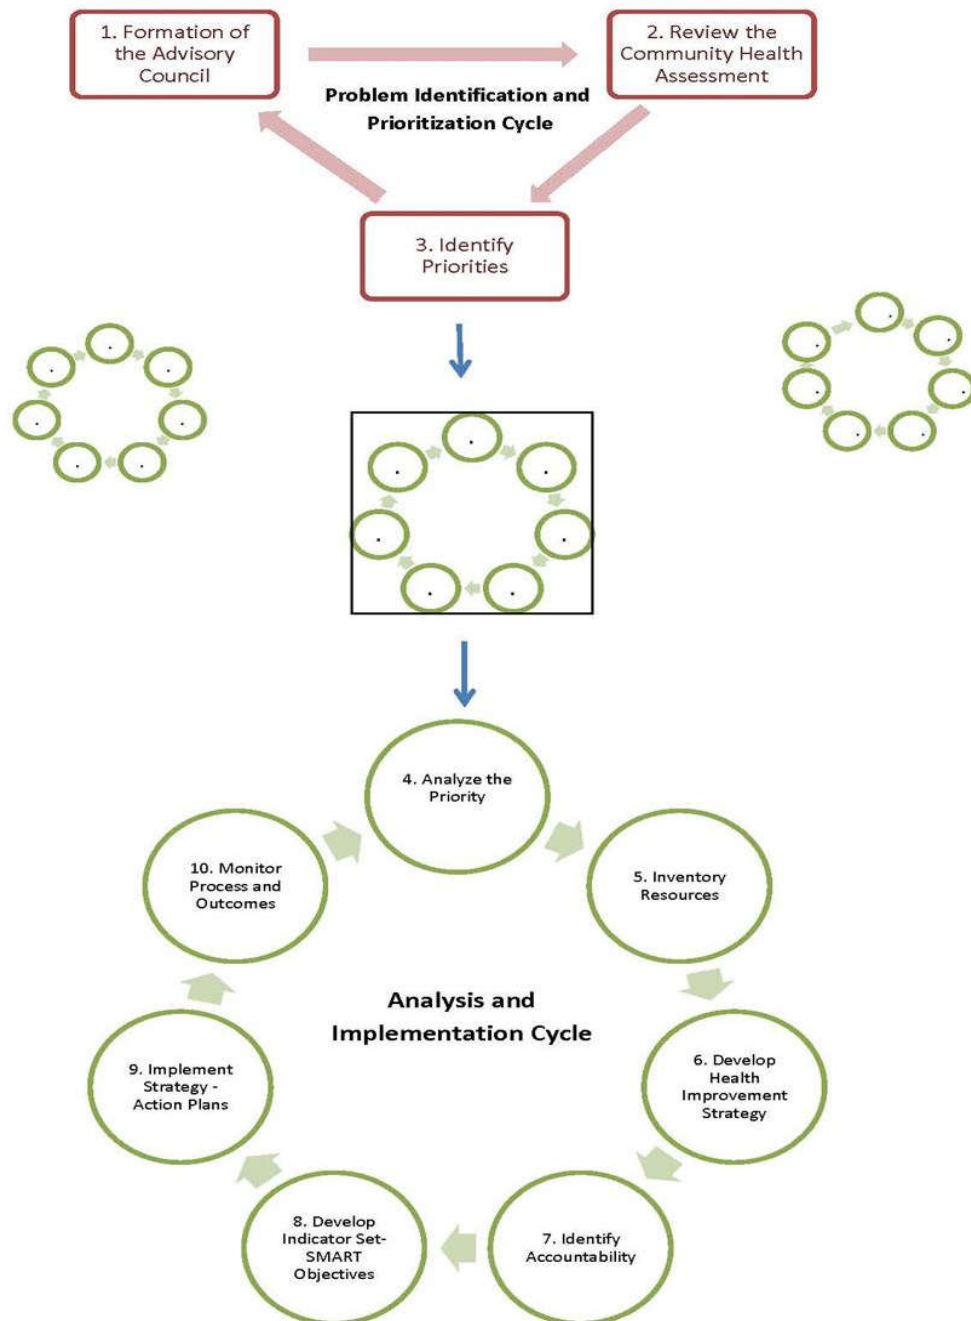 1. Formation of
the Advisory
Council
2. Review the
Community Health
Assessment
Problem Identification and
Prioritization Cycle
3. Identify
Priorities
4. Analyze the
Priority
5. Inventory
Resources
6. Develop
Health
Improvement
Strategy
7. Identify
Accountability
8. Develop
Indicator Set-
SMART
Objectives
9. Implement
Strategy -
Action Plans
10. Monitor
Process and
Outcomes
Analysis and
Implementation Cycle